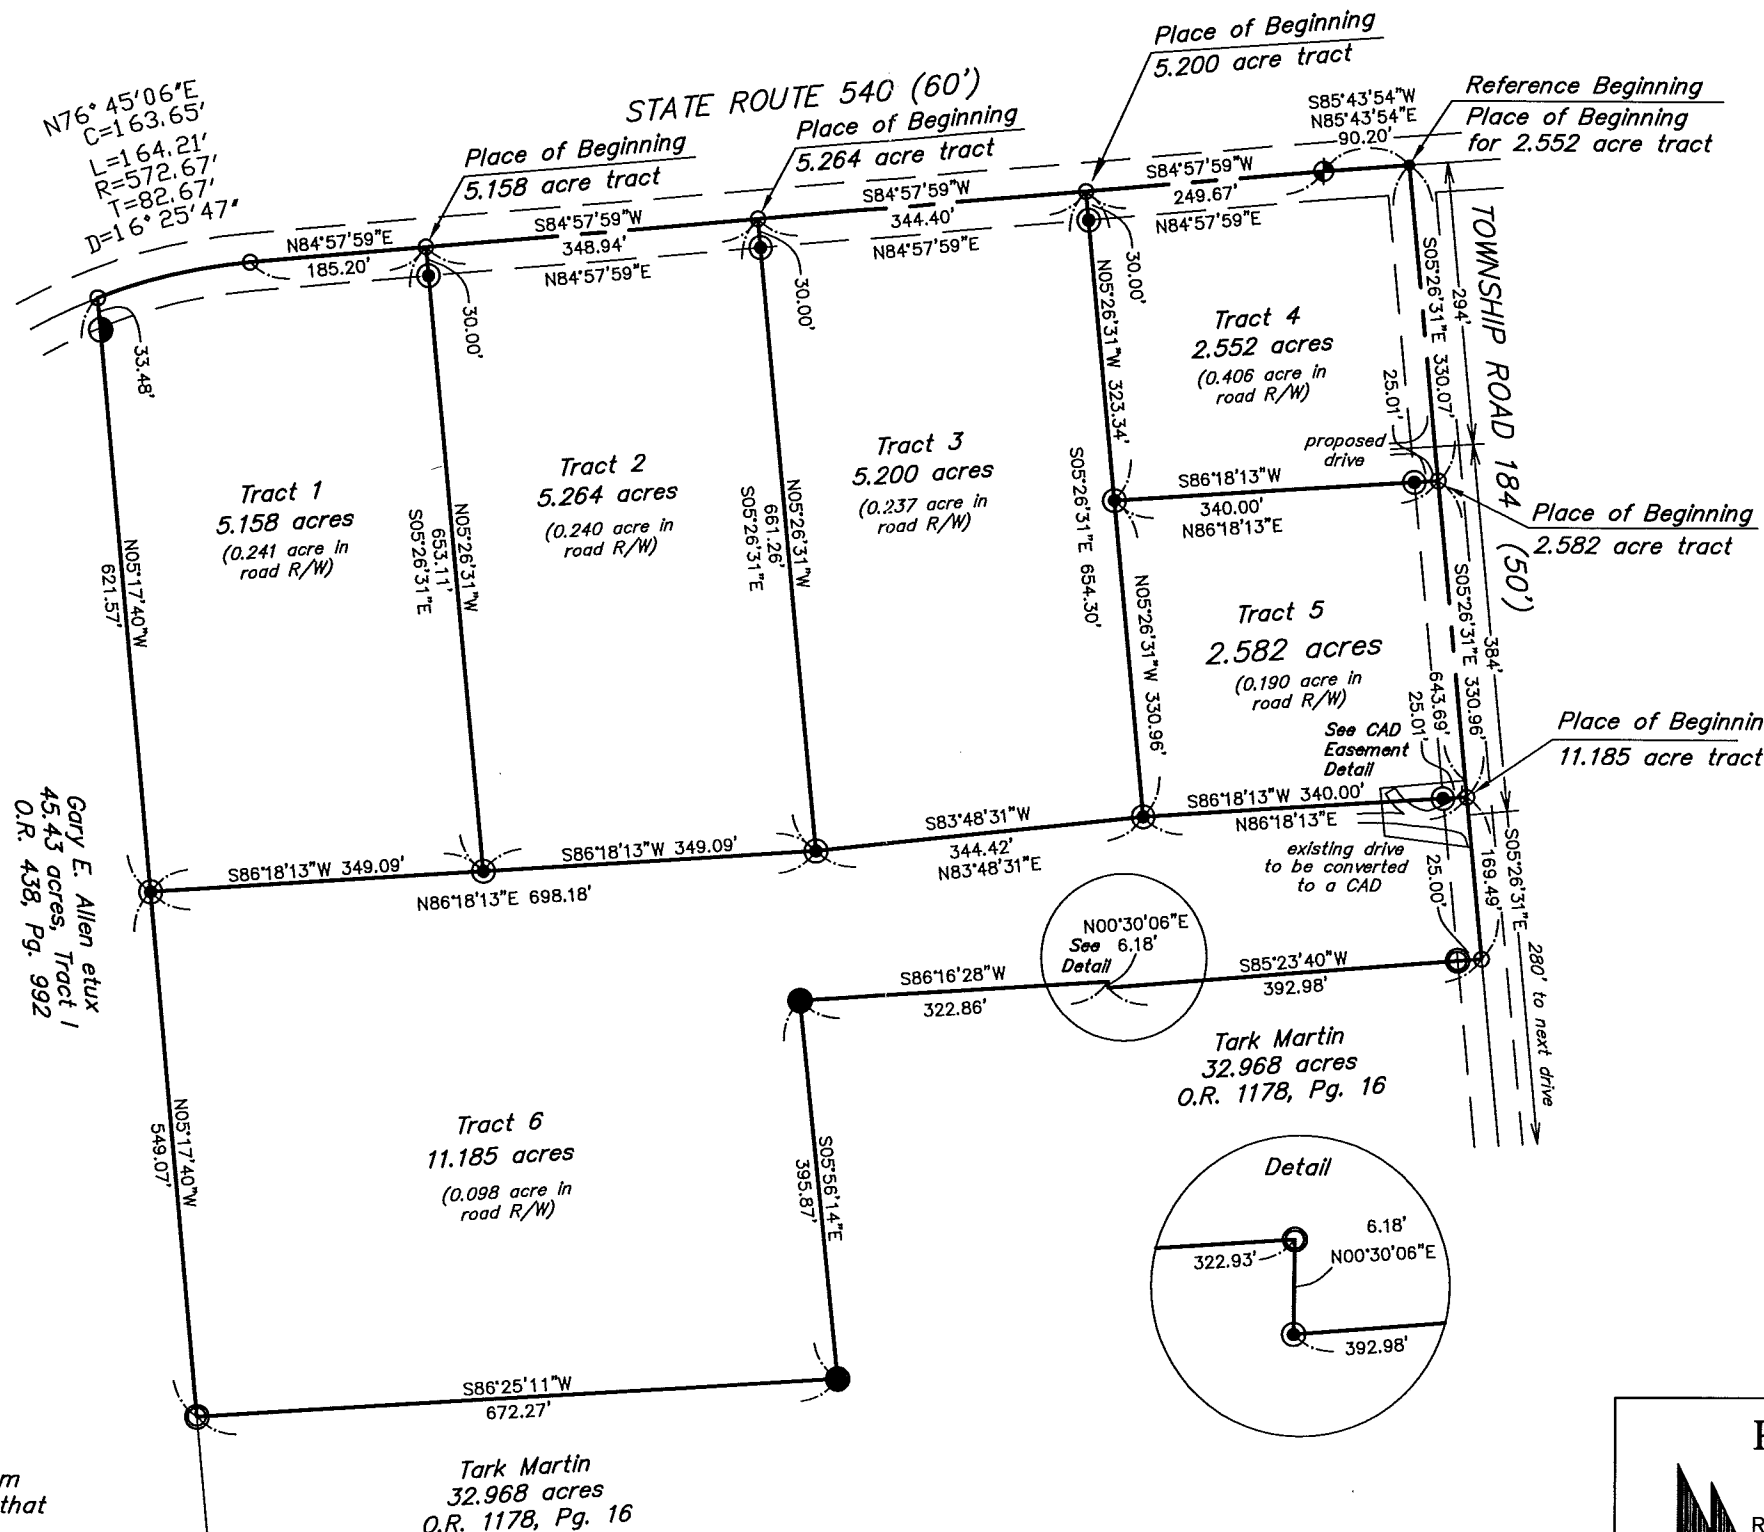 N76°45'06"E
C=163.65'
L=164.21'
R=572.67'
T=82.67'
D=16°25'47"
STATE ROUTE 540 (60')
Place of Beginning
5.158 acre tract
Place of Beginning
5.264 acre tract
Place of Beginning
5.200 acre tract
Reference Beginning
Place of Beginning
for 2.552 acre tract
S85°43'54"W
N85°43'54"E
90.20'
N84°57'59"E
185.20'
S84°57'59"W
348.94'
N84°57'59"E
S84°57'59"W
344.40'
N84°57'59"E
S84°57'59"W
249.67'
N84°57'59"E
33.48'
30.00'
30.00'
30.00'
TOWNSHIP ROAD 184 (50')
294'
S05°26'31"E 330.07'
25.01'
Tract 4
2.552 acres
(0.406 acre in
road R/W)
proposed
drive
N05°26'31"W 323.34'
S05°26'31"E 654.30'
N05°26'31"W 330.96'
S86°18'13"W
340.00'
N86°18'13"E
Place of Beginning
2.582 acre tract
Tract 1
5.158 acres
(0.241 acre in
road R/W)
Tract 2
5.264 acres
(0.240 acre in
road R/W)
Tract 3
5.200 acres
(0.237 acre in
road R/W)
N05°17'40"W
621.57'
N05°26'31"W
653.11'
S05°26'31"E
N05°26'31"W
661.26'
S05°26'31"E
Tract 5
2.582 acres
(0.190 acre in
road R/W)
S05°26'31"E 330.96'
384'
643.69'
25.01'
See CAD
Easement
Detail
Place of Beginnin
11.185 acre tract
S86°18'13"W 340.00'
N86°18'13"E
existing drive
to be converted
to a CAD
S05°26'31"E
169.49'
25.00'
280' to next drive
S86°18'13"W 349.09'
S86°18'13"W 349.09'
N86°18'13"E 698.18'
S83°48'31"W
344.42'
N83°48'31"E
Gary E. Allen etux
45.43 acres, Tract I
O.R. 438, Pg. 992
N00°30'06"E
See 6.18'
Detail
S86°16'28"W
322.86'
S85°23'40"W
392.98'
Tark Martin
32.968 acres
O.R. 1178, Pg. 16
N05°17'40"W
549.07'
Tract 6
11.185 acres
(0.098 acre in
road R/W)
S05°56'14"E
395.87'
Detail
6.18'
322.93'
N00°30'06"E
392.98'
S86°25'11"W
672.27'
Tark Martin
32.968 acres
O.R. 1178, Pg. 16
m
that
R